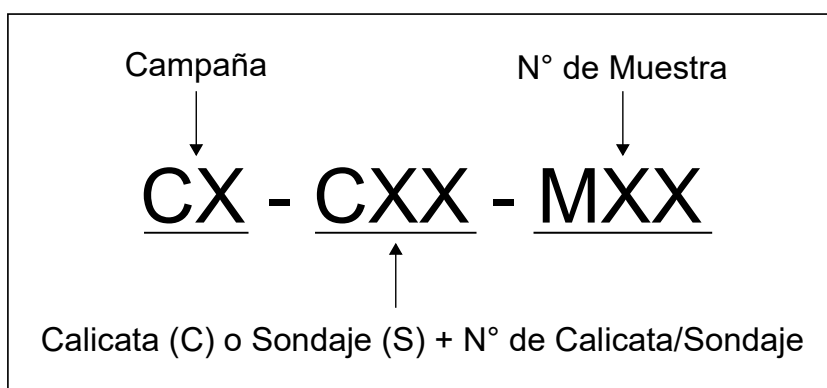 Campaña N° de Muestra
CX - CXX - MXX
Calicata (C) o Sondaje (S) + N° de Calicata/Sondaje